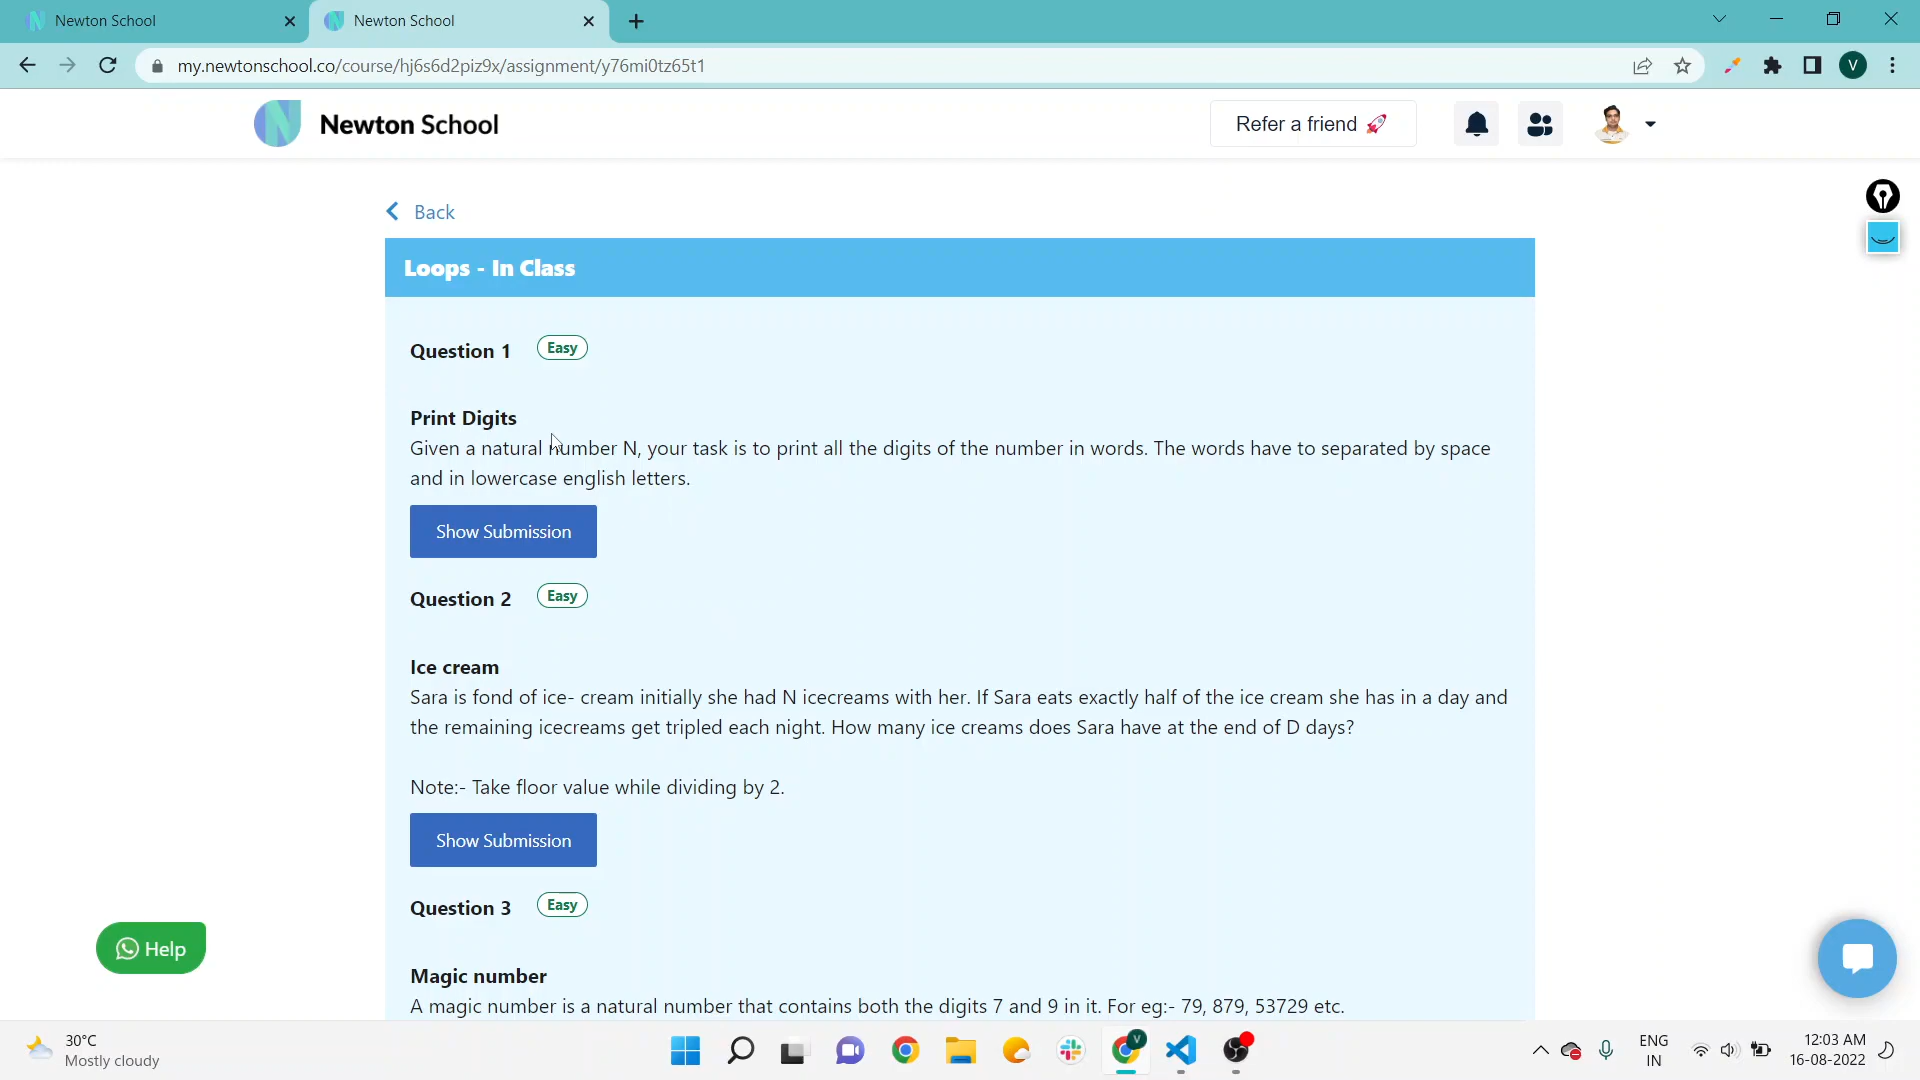 Newton School
Newton School
my.newtonschool.co/course/hj6s6d2piz9x/assignment/y76mi0tz65t1
V
Newton School
Refer a friend
Back
Loops - In Class
Question 1 Easy
Print Digits
Given a natural number N, your task is to print all the digits of the number in words. The words have to separated by space
and in lowercase english letters.
Show Submission
Question 2 Easy
Ice cream
Sara is fond of ice- cream initially she had N icecreams with her. If Sara eats exactly half of the ice cream she has in a day and
the remaining icecreams get tripled each night. How many ice creams does Sara have at the end of D days?
Note:- Take floor value while dividing by 2.
Show Submission
Question 3 Easy
Magic number
A magic number is a natural number that contains both the digits 7 and 9 in it. For eg:- 79, 879, 53729 etc.
Help
30°C
Mostly cloudy
V
ENG
IN
12:03 AM
16-08-2022